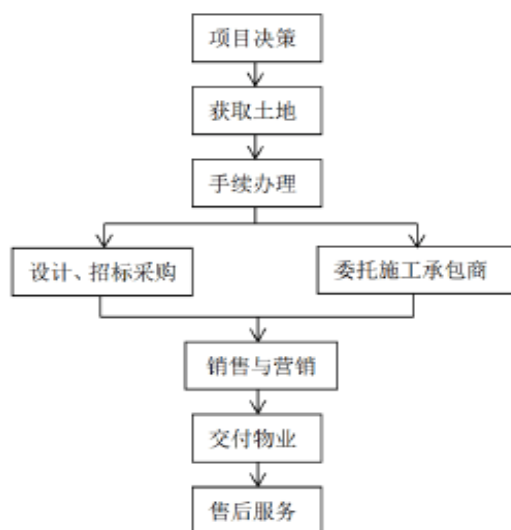 项目决策
获取土地
手续办理
设计、招标采购
委托施工承包商
销售与营销
交付物业
售后服务